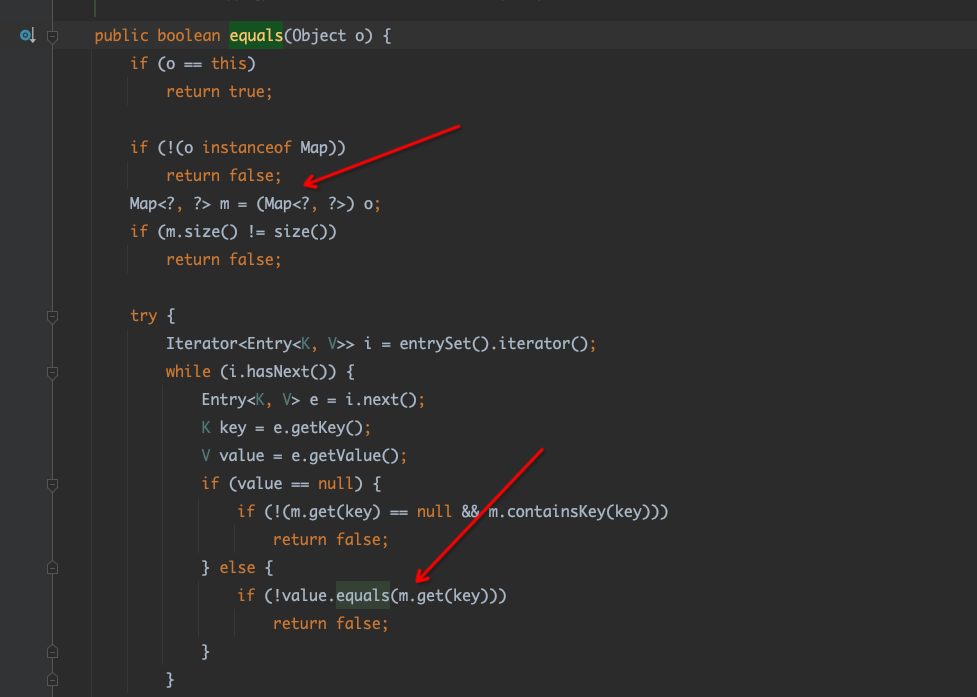 public boolean equals(Object o) {
if (o == this)
return true;
if (!(o instanceof Map))
return false;
Map<?, ?> m = (Map<?, ?>) o;
if (m.size() != size())
return false;
try {
Iterator<Entry<K, V>> i = entrySet().iterator();
while (i.hasNext()) {
Entry<K, V> e = i.next();
K key = e.getKey();
V value = e.getValue();
if (value == null) {
if (!(m.get(key) == null && m.containsKey(key)))
return false;
} else {
if (!value.equals(m.get(key)))
return false;
}
}